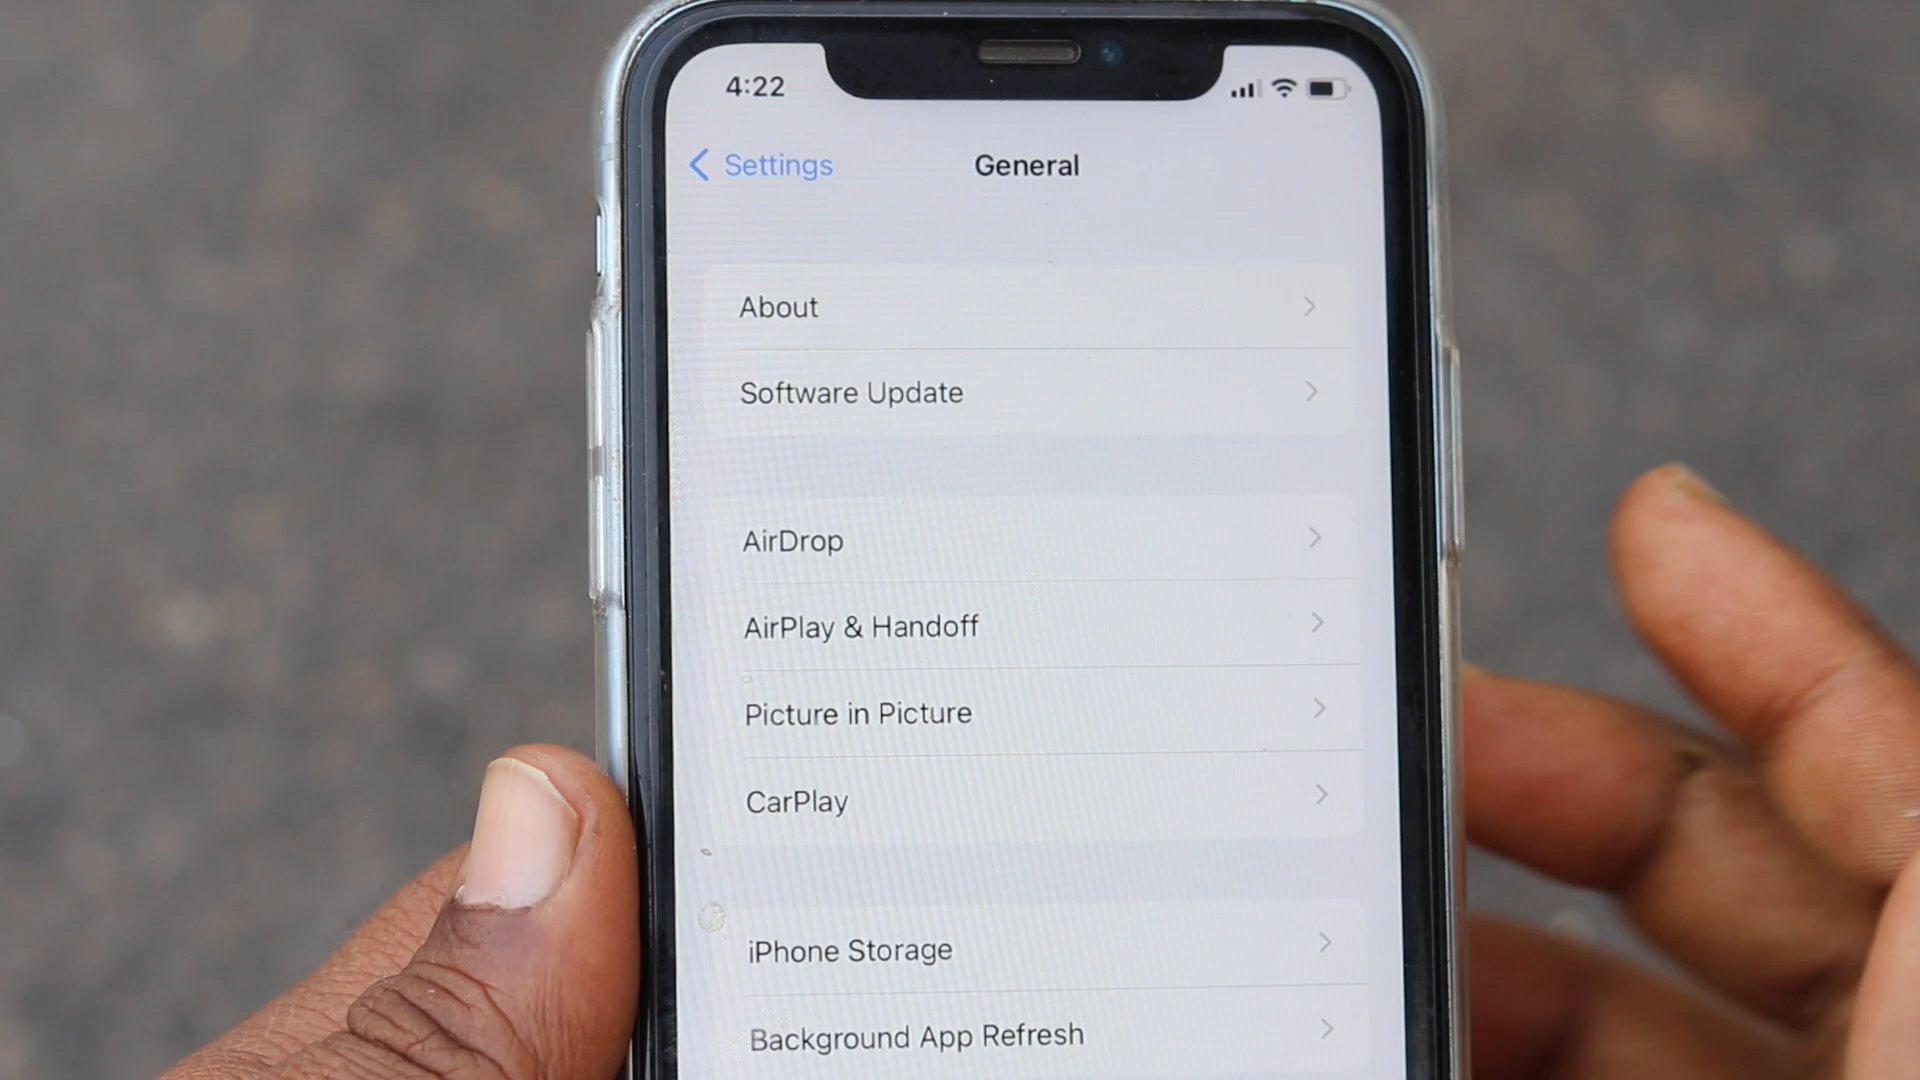 4:22
Settings
General
About
Software Update
AirDrop
AirPlay & Handoff
Picture in Picture
CarPlay
iPhone Storage
Background App Refresh